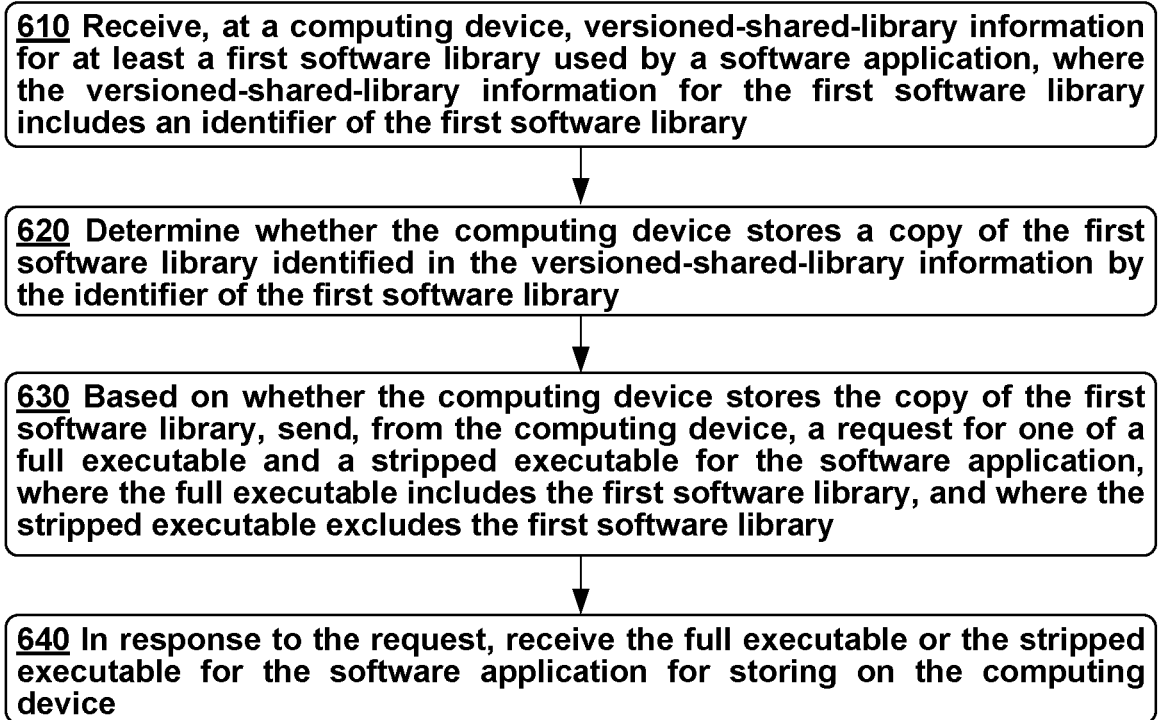 610 Receive, at a computing device, versioned-shared-library information
for at least a first software library used by a software application, where
the versioned-shared-library information for the first software library
includes an identifier of the first software library
620 Determine whether the computing device stores a copy of the first
software library identified in the versioned-shared-library information by
the identifier of the first software library
630 Based on whether the computing device stores the copy of the first
software library, send, from the computing device, a request for one of a
full executable and a stripped executable for the software application,
where the full executable includes the first software library, and where the
stripped executable excludes the first software library
640 In response to the request, receive the full executable or the stripped
executable for the software application for storing on the computing
device